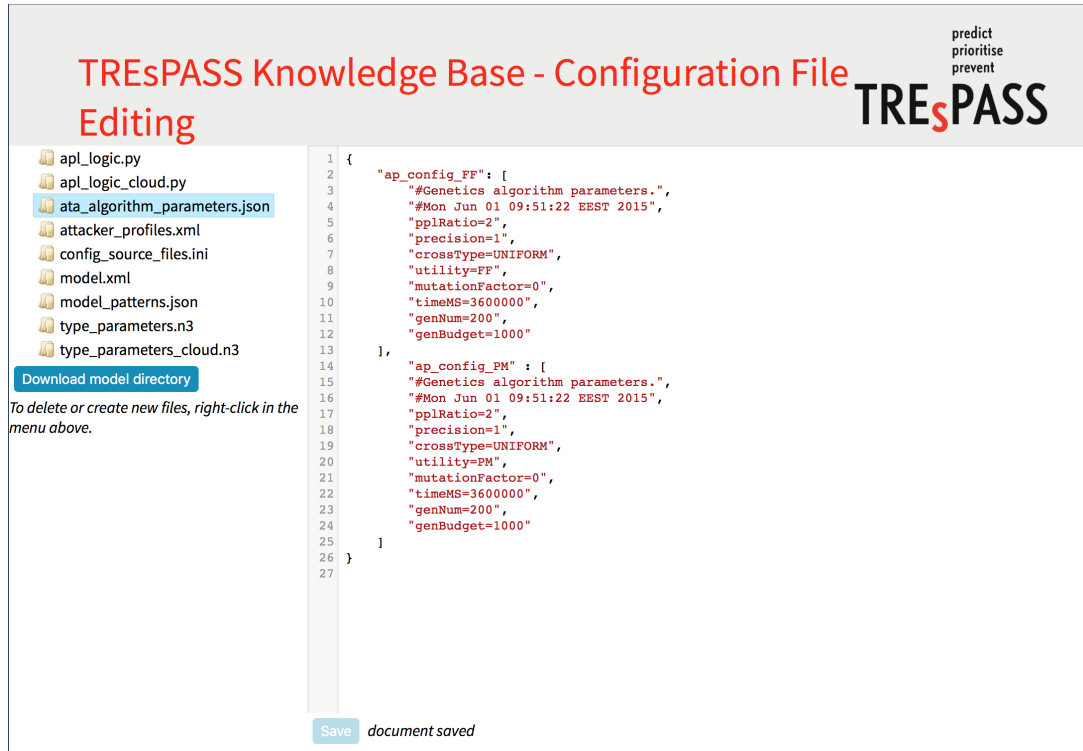 TREsPASS Knowledge Base - Configuration File
Editing
predict
prioritise
prevent
TREsPASS
apl_logic.py
apl_logic_cloud.py
ata_algorithm_parameters.json
attacker_profiles.xml
config_source_files.ini
model.xml
model_patterns.json
type_parameters.n3
type_parameters_cloud.n3
Download model directory
To delete or create new files, right-click in the
menu above.
1 {
2     "ap_config_FF": [
3         "#Genetics algorithm parameters.",
4         "#Mon Jun 01 09:51:22 EEST 2015",
5         "pplRatio=2",
6         "precision=1",
7         "crossType=UNIFORM",
8         "utility=FF",
9         "mutationFactor=0",
10         "timeMS=3600000",
11         "genNum=200",
12         "genBudget=1000"
13     ],
14         "ap_config_PM" : [
15         "#Genetics algorithm parameters.",
16         "#Mon Jun 01 09:51:22 EEST 2015",
17         "pplRatio=2",
18         "precision=1",
19         "crossType=UNIFORM",
20         "utility=PM",
21         "mutationFactor=0",
22         "timeMS=3600000",
23         "genNum=200",
24         "genBudget=1000"
25     ]
26 }
27
Save
document saved